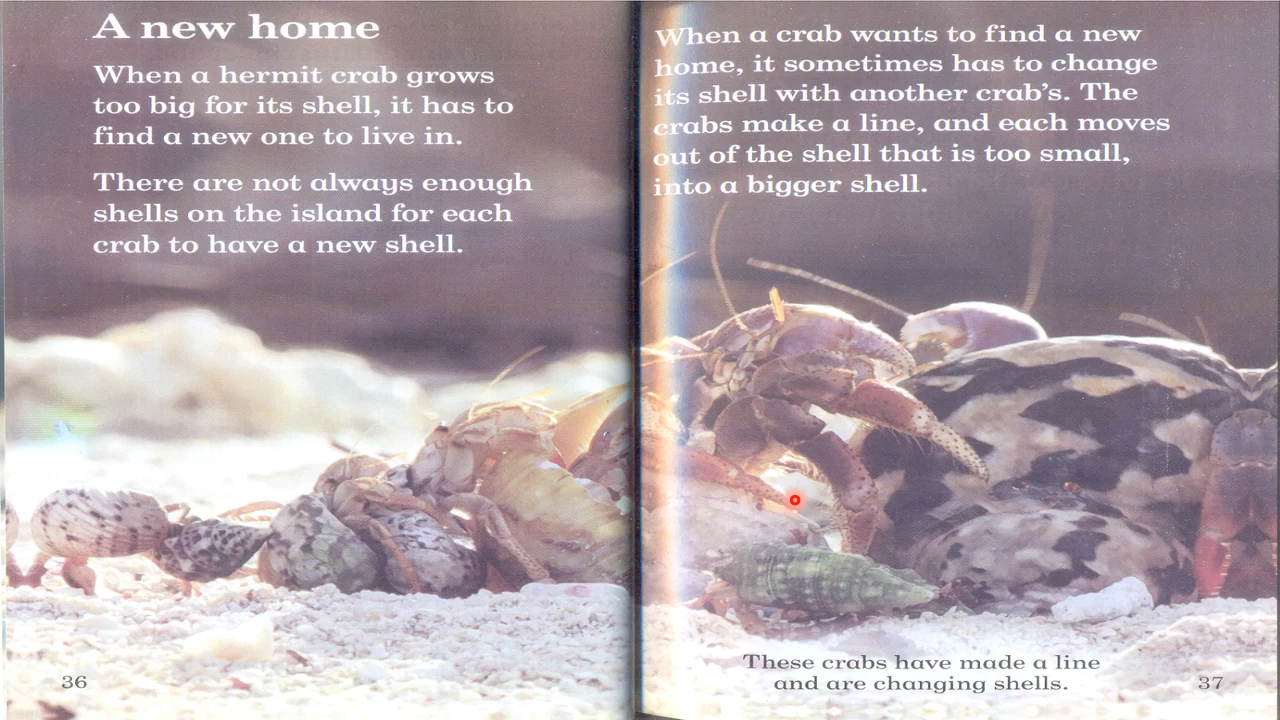 A new home
When a hermit crab grows
too big for its shell, it has to
find a new one to live in.
There are not always enough
shells on the island for each
crab to have a new shell.
36
When a crab wants to find a new
home, it sometimes has to change
its shell with another crab's. The
crabs make a line, and each moves
out of the shell that is too small,
into a bigger shell.
These crabs have made a line
and are changing shells.
37